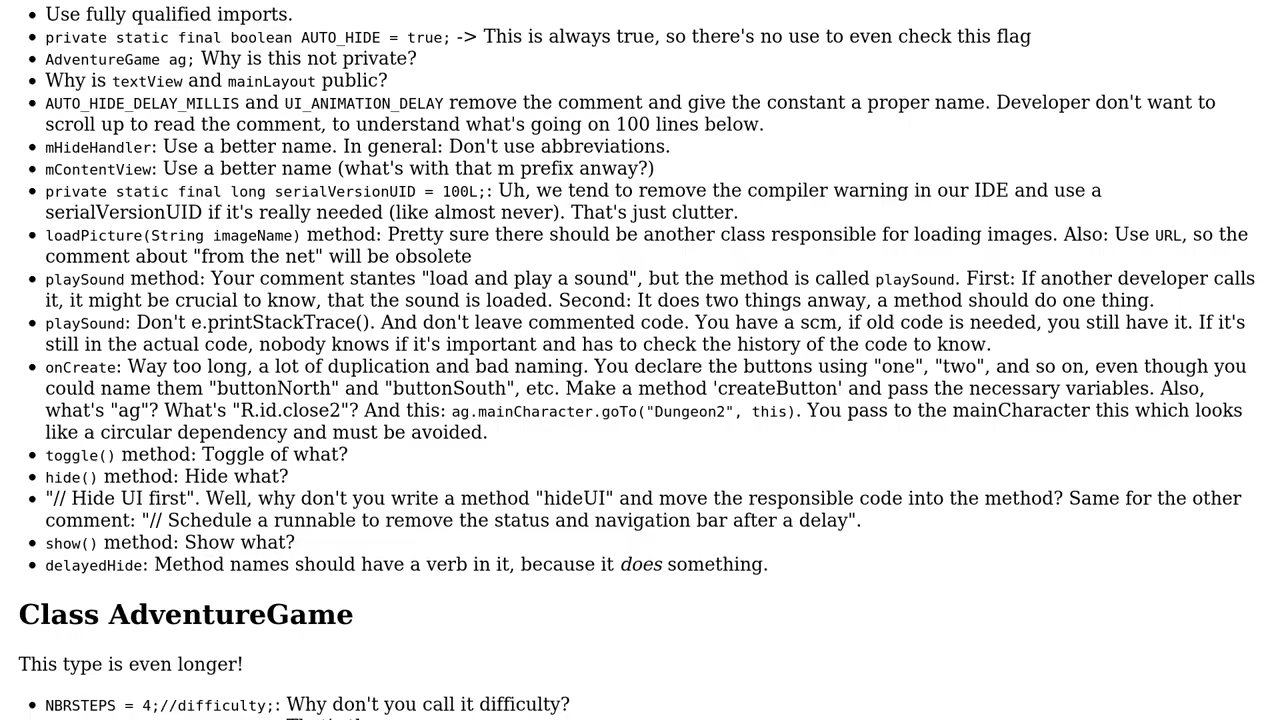 • Use fully qualified imports.
• private static final boolean AUTO_HIDE = true; -> This is always true, so there's no use to even check this flag
• AdventureGame ag; Why is this not private?
• Why is textView and mainLayout public?
• AUTO_HIDE_DELAY_MILLIS and UI_ANIMATION_DELAY remove the comment and give the constant a proper name. Developer don't want to
scroll up to read the comment, to understand what's going on 100 lines below.
• mHideHandler: Use a better name. In general: Don't use abbreviations.
• mContentView: Use a better name (what's with that m prefix anway?)
• private static final long serialVersionUID = 100L;: Uh, we tend to remove the compiler warning in our IDE and use a
serialVersionUID if it's really needed (like almost never). That's just clutter.
• loadPicture(String imageName) method: Pretty sure there should be another class responsible for loading images. Also: Use URL, so the
comment about "from the net" will be obsolete
• playSound method: Your comment stantes "load and play a sound", but the method is called playSound. First: If another developer calls
it, it might be crucial to know, that the sound is loaded. Second: It does two things anway, a method should do one thing.
• playSound: Don't e.printStackTrace(). And don't leave commented code. You have a scm, if old code is needed, you still have it. If it's
still in the actual code, nobody knows if it's important and has to check the history of the code to know.
• onCreate: Way too long, a lot of duplication and bad naming. You declare the buttons using "one", "two", and so on, even though you
could name them "buttonNorth" and "buttonSouth", etc. Make a method 'createButton' and pass the necessary variables. Also,
what's "ag"? What's "R.id.close2"? And this: ag.mainCharacter.goTo("Dungeon2", this). You pass to the mainCharacter this which looks
like a circular dependency and must be avoided.
• toggle() method: Toggle of what?
• hide() method: Hide what?
• "// Hide UI first". Well, why don't you write a method "hideUI" and move the responsible code into the method? Same for the other
comment: "// Schedule a runnable to remove the status and navigation bar after a delay".
• show() method: Show what?
• delayedHide: Method names should have a verb in it, because it does something.
Class AdventureGame
This type is even longer!
• NBRSTEPS = 4;//difficulty;: Why don't you call it difficulty?